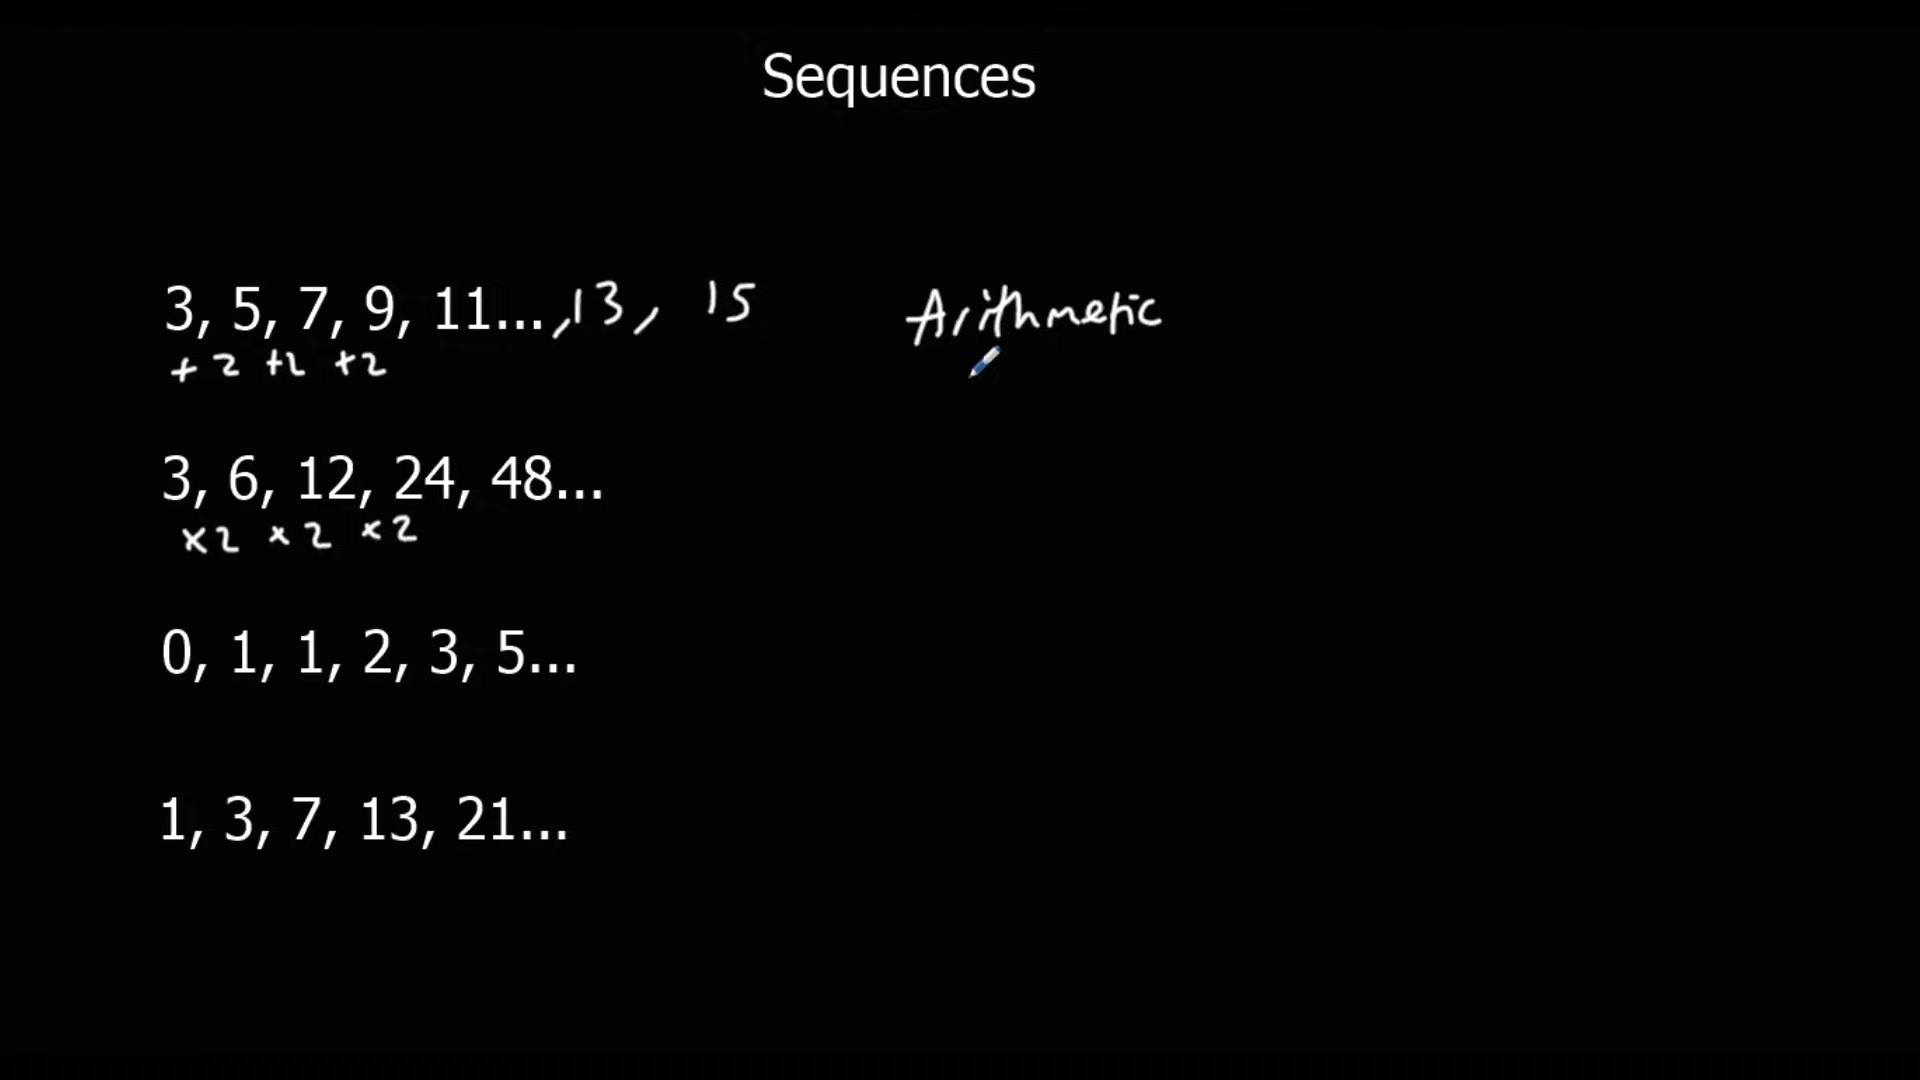 Sequences
3, 5, 7, 9, 11..., 13, 15 Arithmetic
+2 +2 +2
3, 6, 12, 24, 48...
×2 ×2 ×2
0, 1, 1, 2, 3, 5...
1, 3, 7, 13, 21...